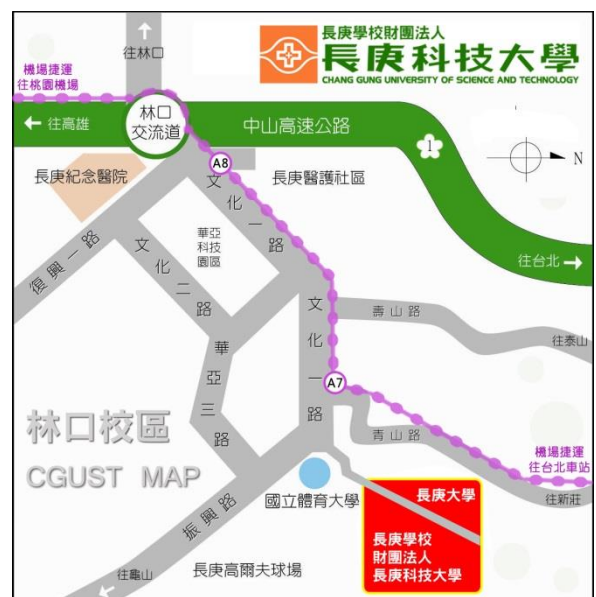 往林口
長庚學校財團法人
長庚科技大學
CHANG GUNG UNIVERSITY OF SCIENCE AND TECHNOLOGY
機場捷運
往桃園機場
林口
交流道
往高雄
中山高速公路
1
N
A8
長庚紀念醫院
長庚醫護社區
文化一路
華亞
科技
園區
復興一路
文化二路
往台北
文化一路
壽山路
往泰山
華亞三路
A7
林口校區
CGUST MAP
青山路
機場捷運
往台北車站
往新莊
國立體育大學
長庚大學
振興路
長庚學校
財團法人
長庚科技大學
往龜山
長庚高爾夫球場